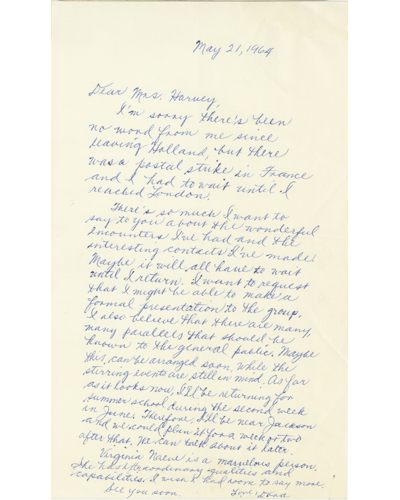 May 21, 1964
Dear Mrs. Harvey,
I'm sorry there's been
no word from me since
leaving Holland, but there
was a postal strike in France
and I had to wait until I
reached London.
There's so much I want to
say to you about the wonderful
encounters I've had and the
interesting contacts I've made.
Maybe it will all have to wait
until I return. I want to request
that I might be able to make a
formal presentation to the group.
I also believe that there are many,
many parallels that should be
known to the general public. Maybe
this can be arranged soon, while the
stirring events are still in mind. As far
as it looks now, I'll be returning for
summer school during the second week
in June. Therefore, I'll be near Jackson
and we could plan it for a week or two
after that. We can talk about it later.
Virginia Naeve is a marvelous person.
She has extraordinary qualities and
capabilities. I wish I had room to say more.
See you soon. Love,